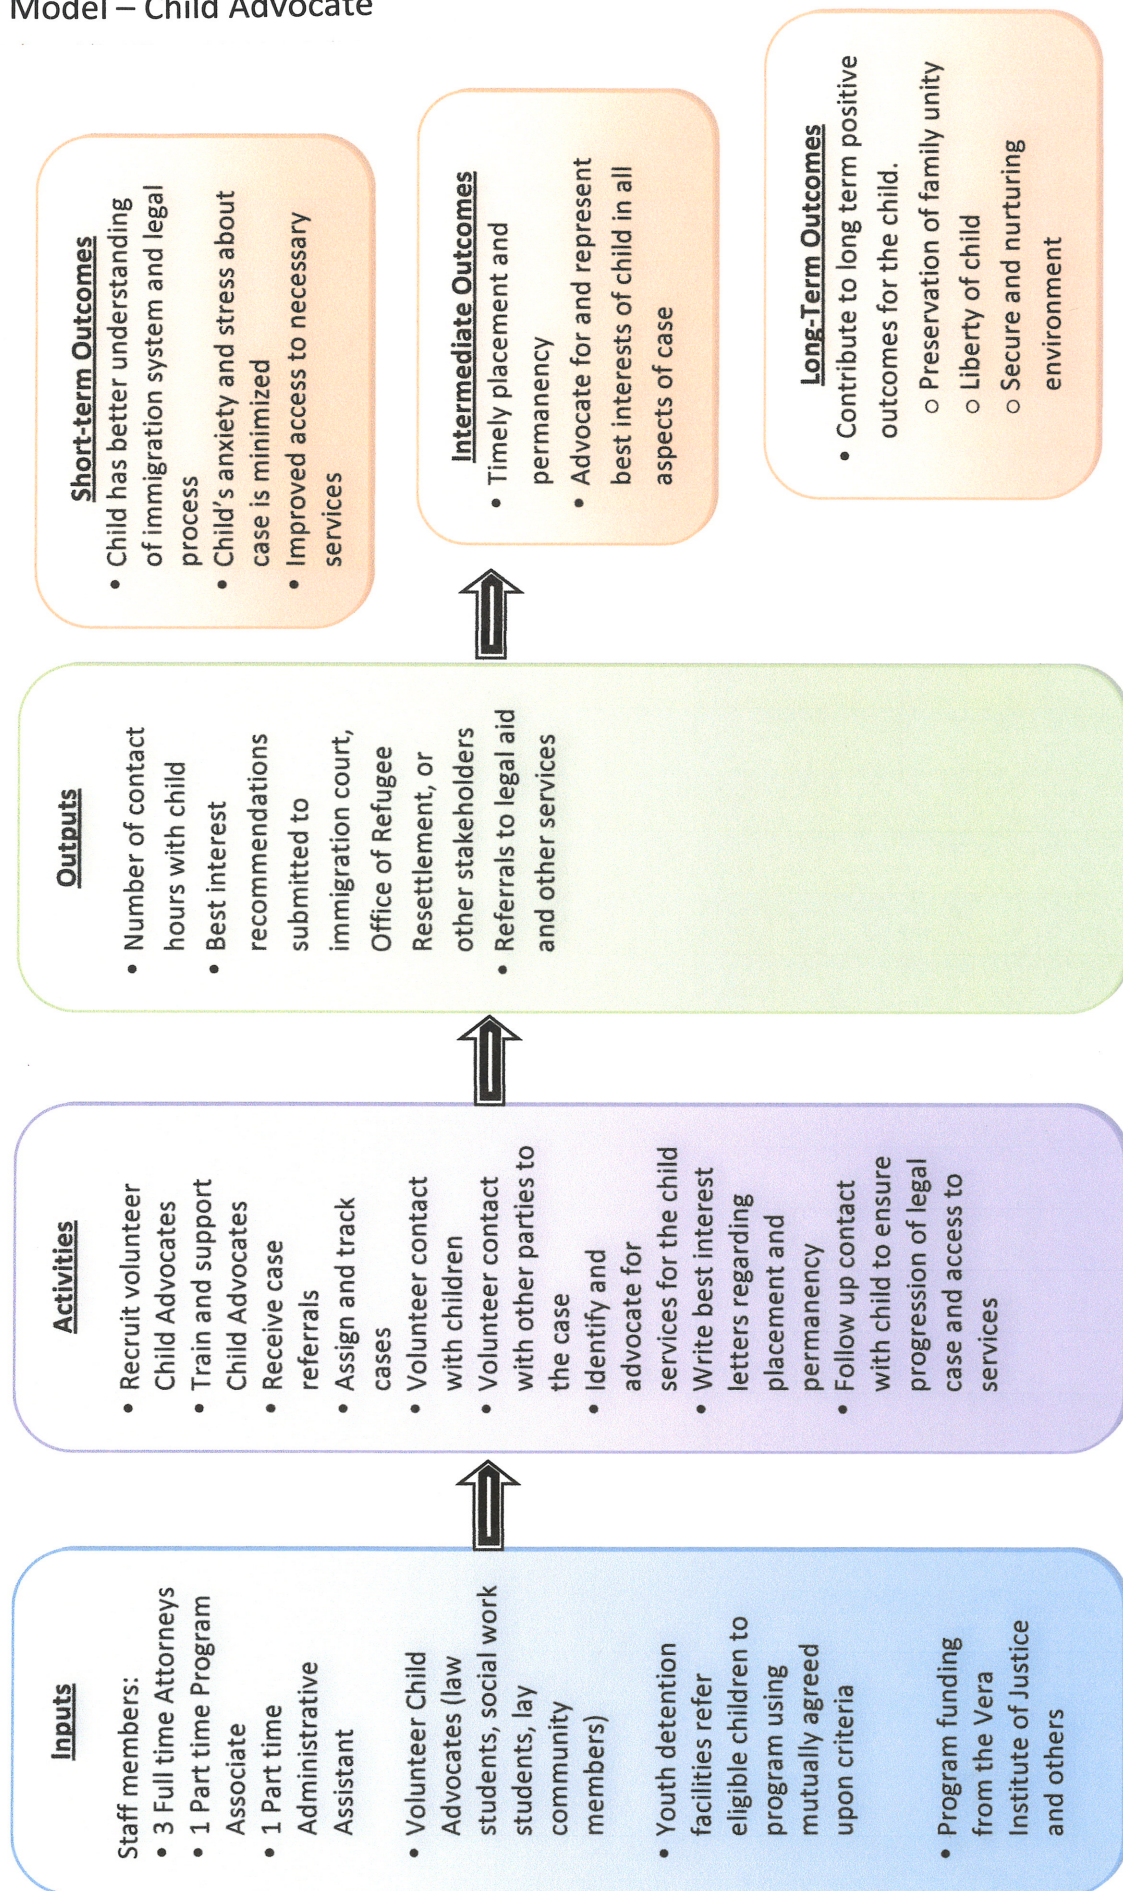 Model – Child Advocate
Inputs
Staff members:
• 3 Full time Attorneys
• 1 Part time Program
Associate
• 1 Part time
Administrative
Assistant
• Volunteer Child
Advocates (law
students, social work
students, lay
community
members)
• Youth detention
facilities refer
eligible children to
program using
mutually agreed
upon criteria
• Program funding
from the Vera
Institute of Justice
and others
Activities
• Recruit volunteer
Child Advocates
• Train and support
Child Advocates
• Receive case
referrals
• Assign and track
cases
• Volunteer contact
with children
• Volunteer contact
with other parties to
the case
• Identify and
advocate for
services for the child
• Write best interest
letters regarding
placement and
permanency
• Follow up contact
with child to ensure
progression of legal
case and access to
services
Outputs
• Number of contact
hours with child
• Best interest
recommendations
submitted to
immigration court,
Office of Refugee
Resettlement, or
other stakeholders
• Referrals to legal aid
and other services
Short-term Outcomes
• Child has better understanding
of immigration system and legal
process
• Child's anxiety and stress about
case is minimized
• Improved access to necessary
services
Intermediate Outcomes
• Timely placement and
permanency
• Advocate for and represent
best interests of child in all
aspects of case
Long-Term Outcomes
• Contribute to long term positive
outcomes for the child.
○ Preservation of family unity
○ Liberty of child
○ Secure and nurturing
environment